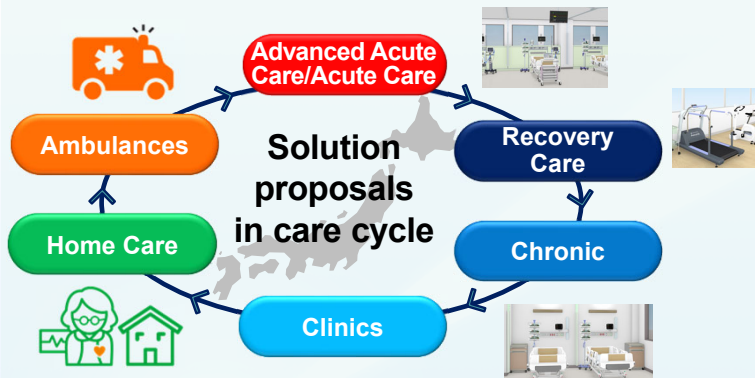 Advanced Acute
Care/Acute Care
Ambulances
Solution
proposals
in care cycle
Recovery
Care
Home Care
Chronic
Clinics